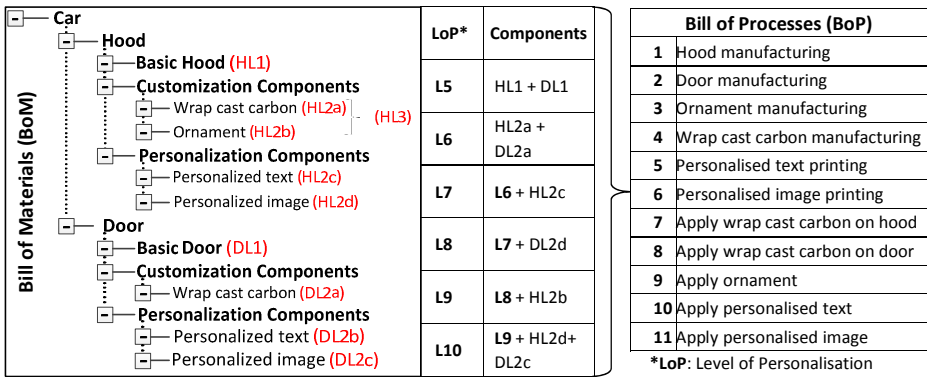 Bill of Materials (BoM)
Car
Hood
Basic Hood (HL1)
Customization Components
Wrap cast carbon (HL2a)
Ornament (HL2b)
(HL3)
Personalization Components
Personalized text (HL2c)
Personalized image (HL2d)
Door
Basic Door (DL1)
Customization Components
Wrap cast carbon (DL2a)
Personalization Components
Personalized text (DL2b)
Personalized image (DL2c)
LoP* Components
L5 HL1 + DL1
L6 HL2a +
DL2a
L7 L6 + HL2c
L8 L7 + DL2d
L9 L8 + HL2b
L10 L9 + HL2d+
DL2c
Bill of Processes (BoP)
1 Hood manufacturing
2 Door manufacturing
3 Ornament manufacturing
4 Wrap cast carbon manufacturing
5 Personalised text printing
6 Personalised image printing
7 Apply wrap cast carbon on hood
8 Apply wrap cast carbon on door
9 Apply ornament
10 Apply personalised text
11 Apply personalised image
*LoP: Level of Personalisation